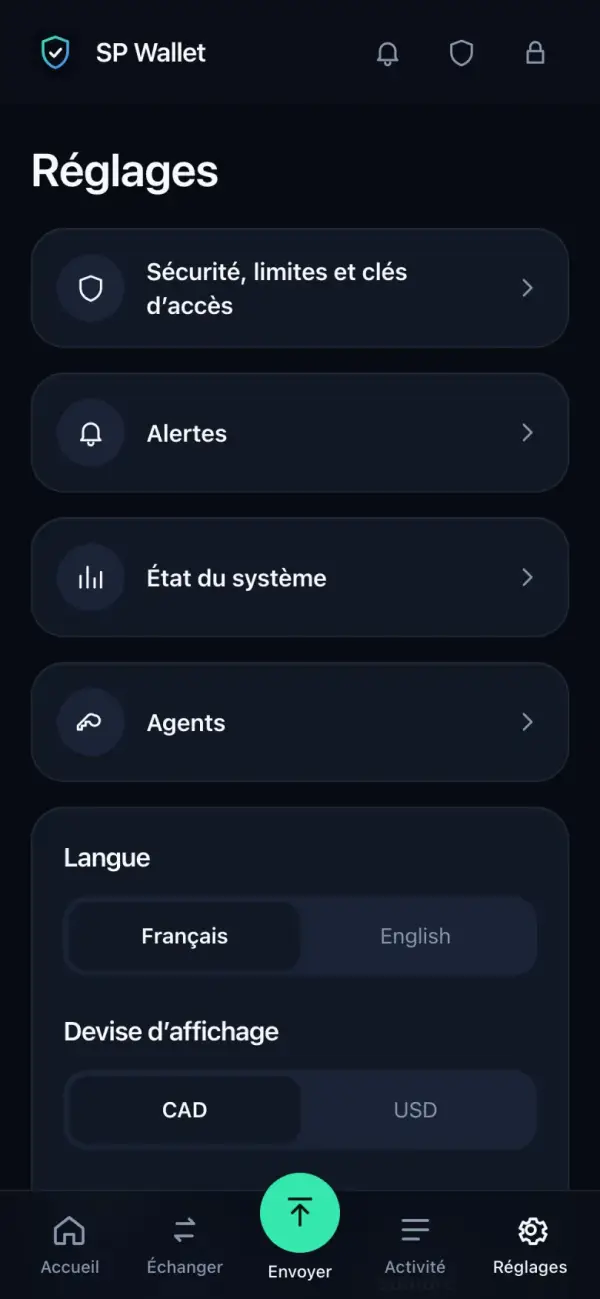 SP Wallet
Réglages
Sécurité, limites et clés
d’accès
Alertes
État du système
Agents
Langue
Français
English
Devise d’affichage
CAD
USD
Accueil
Échanger
Envoyer
Activité
Réglages